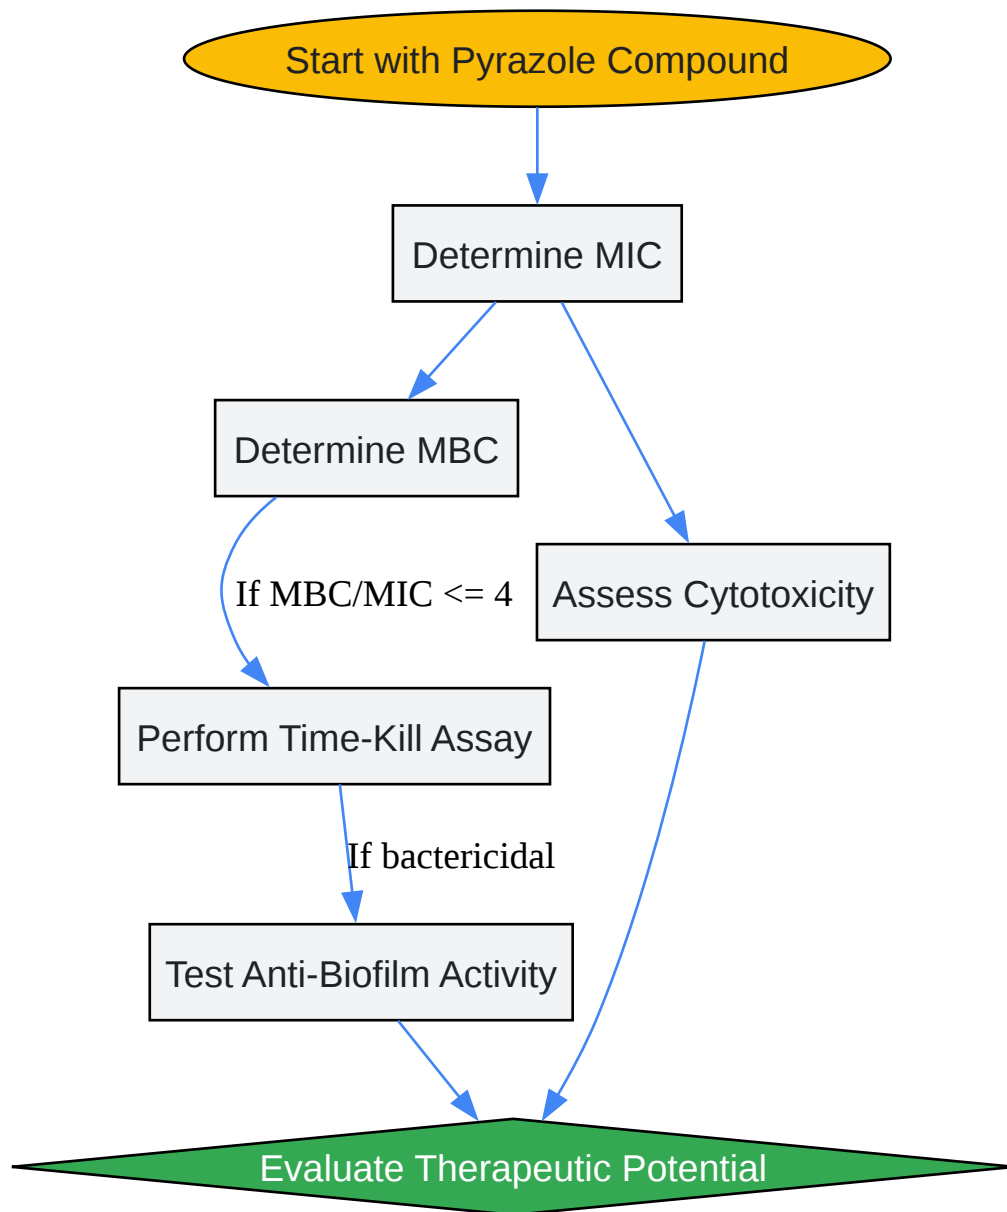 Start with Pyrazole Compound
Determine MIC
Determine MBC
If MBC/MIC <= 4
Assess Cytotoxicity
Perform Time-Kill Assay
If bactericidal
Test Anti-Biofilm Activity
Evaluate Therapeutic Potential